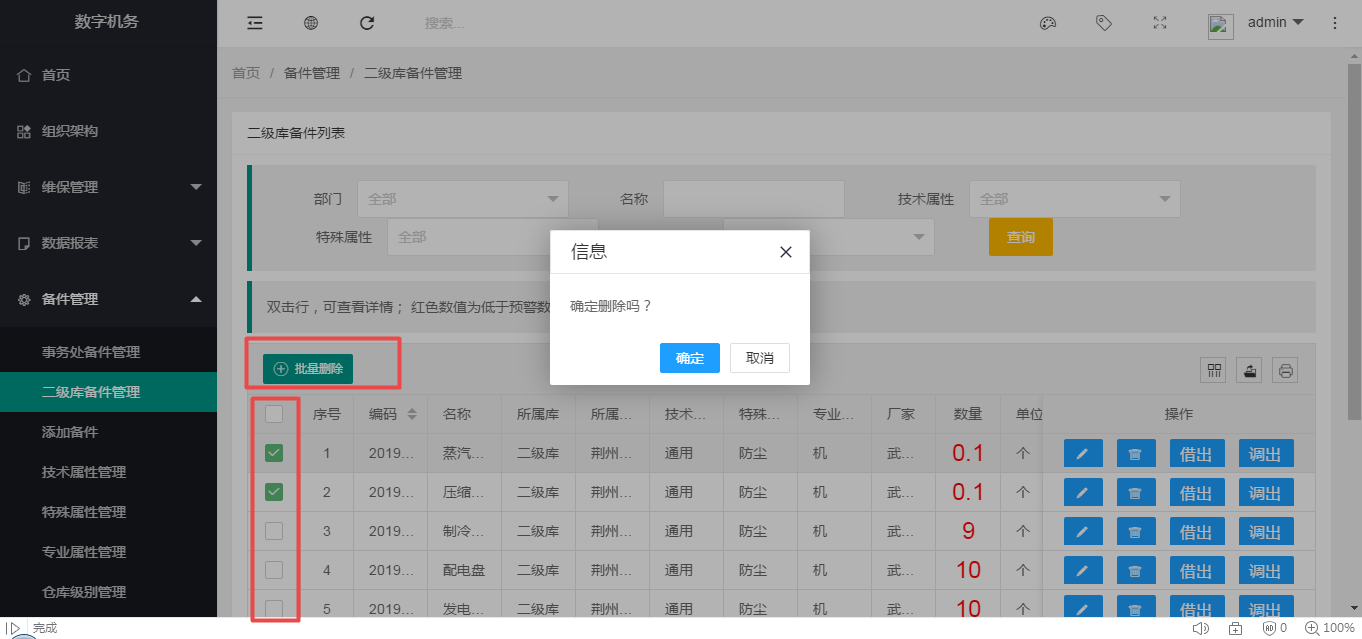 数字机务
搜索...
admin
首页
组织架构
维保管理
数据报表
备件管理
事务处备件管理
二级库备件管理
添加备件
技术属性管理
特殊属性管理
专业属性管理
仓库级别管理
首页 / 备件管理 / 二级库备件管理
二级库备件列表
部门 全部 名称 技术属性 全部
特殊属性 全部 查询
双击行，可查看详情； 红色数值为低于预警数
信息
确定删除吗？
确定 取消
批量删除
序号 编码 名称 所属库 所属... 技术... 特殊... 专业... 厂家 数量 单位 操作
1 2019... 蒸汽... 二级库 荆州... 通用 防尘 机 武... 0.1 个 借出 调出
2 2019... 压缩... 二级库 荆州... 通用 防尘 机 武... 0.1 个 借出 调出
3 2019... 制冷... 二级库 荆州... 通用 防尘 机 武... 9 个 借出 调出
4 2019... 配电盘 二级库 荆州... 通用 防尘 机 武... 10 个 借出 调出
5 2019... 发电... 二级库 荆州... 通用 防尘 机 武... 10 个 借出 调出
完成
0 100%